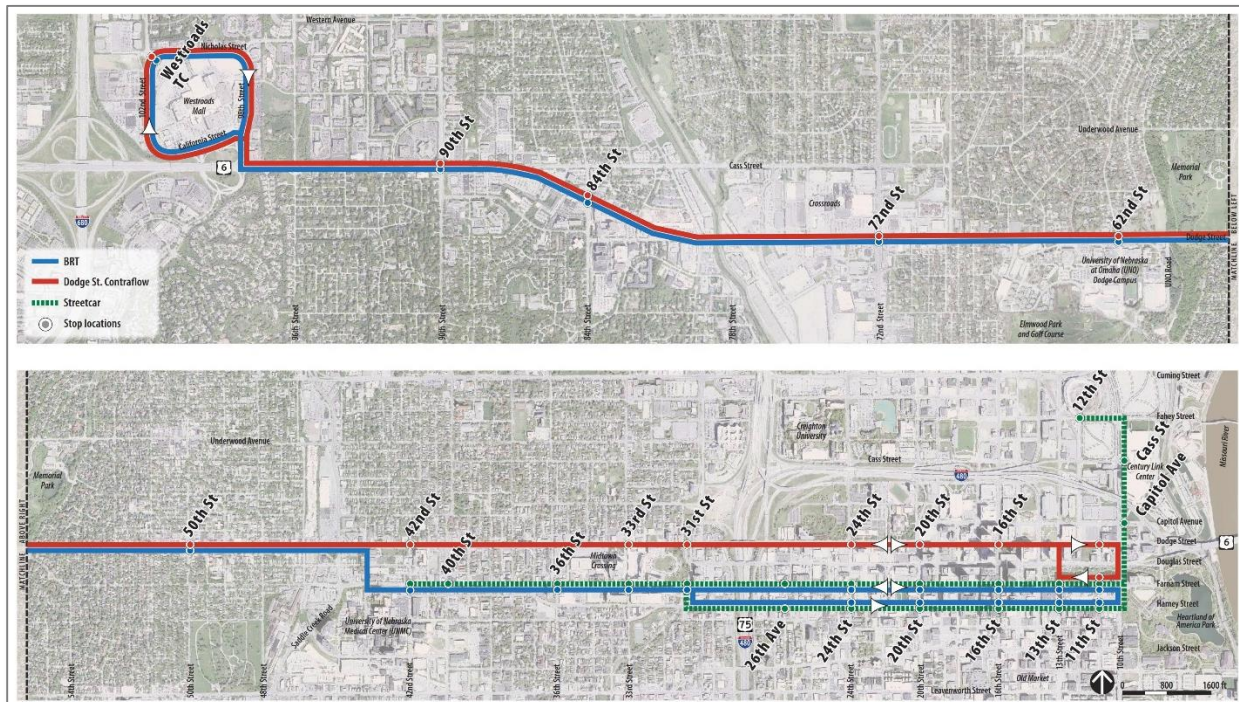 Western Avenue
Nicholas Street
Westroads
TC
102nd Street
98th Street
Westroads
Mall
California Street
6
680
90th St
84th St
Cass Street
Crossroads
72nd St
62nd St
Underwood Avenue
Memorial
Park
Dodge Street
University of Nebraska
at Omaha (UNO)
Dodge Campus
UNO Road
Elmwood Park
and Golf Course
96th Street
90th Street
84th Street
78th Street
72nd Street
MATCHLINE BELOW LEFT
BRT
Dodge St. Contraflow
Streetcar
Stop locations
MATCHLINE ABOVE RIGHT
Memorial
Park
Underwood Avenue
50th St
42nd St
40th St
36th St
33rd St
Midtown
Crossing
31st St
Creighton
University
Cass Street
480
24th St
20th St
16th St
12th St
Cuming Street
Fahey Street
Cass St
Century Link
Center
Capitol Ave
Missouri River
Capitol Avenue
Dodge Street
6
Douglas Street
Farnam Street
Harney Street
Heartland of
America Park
Jackson Street
Saddle Creek Road
University of Nebraska
Medical Center (UNMC)
75
480
26th Ave
24th St
20th St
16th St
13th St
11th St
54th Street
50th Street
48th Street
42nd Street
36th Street
33rd Street
24th Street
20th Street
16th Street
13th Street
10th Street
Leavenworth Street
Old Market
0 800 1600 ft